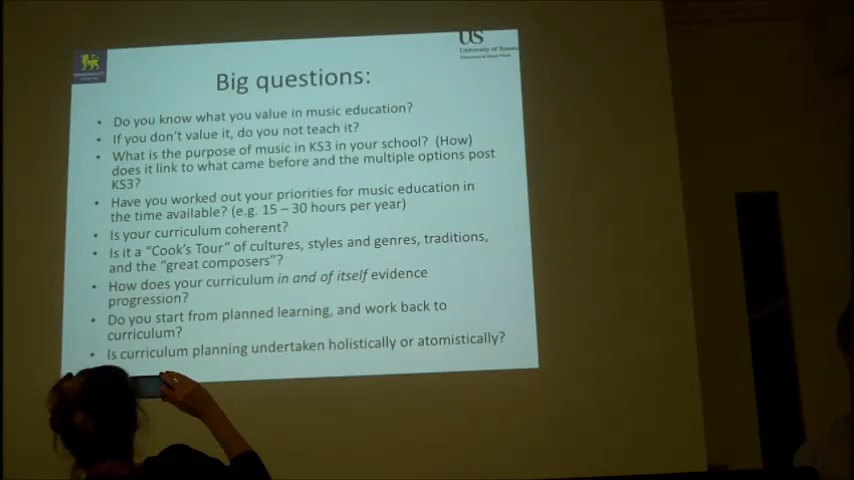 US
University of Sussex
Big questions:
• Do you know what you value in music education?
• If you don't value it, do you not teach it?
• What is the purpose of music in KS3 in your school? (How)
does it link to what came before and the multiple options post
KS3?
• Have you worked out your priorities for music education in
the time available? (e.g. 15 – 30 hours per year)
• Is your curriculum coherent?
• Is it a "Cook's Tour" of cultures, styles and genres, traditions,
and the "great composers"?
• How does your curriculum in and of itself evidence
progression?
• Do you start from planned learning, and work back to
curriculum?
• Is curriculum planning undertaken holistically or atomistically?